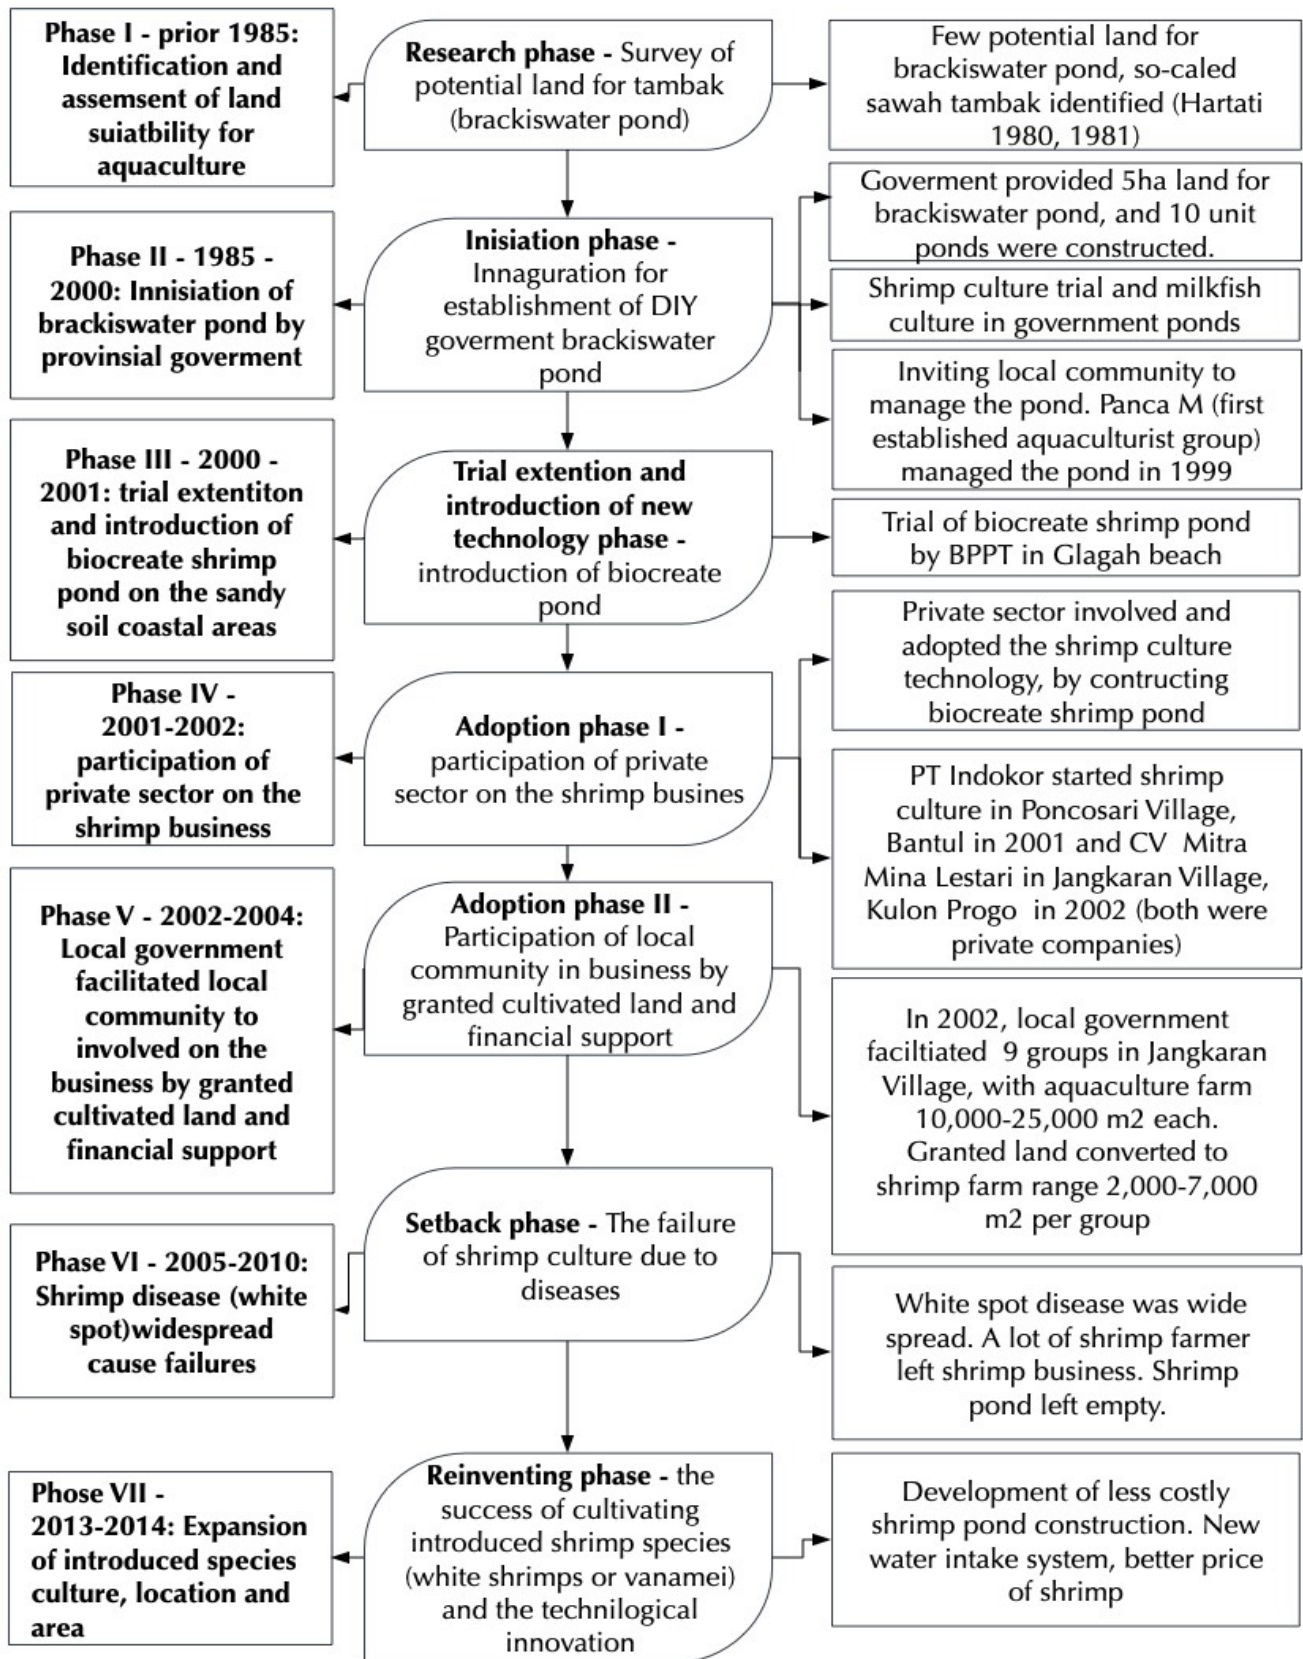 Phase I - prior 1985:
Identification and
assemsent of land
suiatbility for
aquaculture
Research phase - Survey of
potential land for tambak
(brackiswater pond)
Few potential land for
brackiswater pond, so-caled
sawah tambak identified (Hartati
1980, 1981)
Phase II - 1985 -
2000: Innisiation of
brackiswater pond by
provinsial goverment
Inisiation phase -
Innaguration for
establishment of DIY
goverment brackiswater
pond
Goverment provided 5ha land for
brackiswater pond, and 10 unit
ponds were constructed.
Shrimp culture trial and milkfish
culture in government ponds
Inviting local community to
manage the pond. Panca M (first
established aquaculturist group)
managed the pond in 1999
Phase III - 2000 -
2001: trial extentiton
and introduction of
biocreate shrimp
pond on the sandy
soil coastal areas
Trial extention and
introduction of new
technology phase -
introduction of biocreate
pond
Trial of biocreate shrimp pond
by BPPT in Glagah beach
Phase IV -
2001-2002:
participation of
private sector on the
shrimp business
Adoption phase I -
participation of private
sector on the shrimp busines
Private sector involved and
adopted the shrimp culture
technology, by contructing
biocreate shrimp pond
PT Indokor started shrimp
culture in Poncosari Village,
Bantul in 2001 and CV Mitra
Mina Lestari in Jangkaran Village,
Kulon Progo in 2002 (both were
private companies)
Phase V - 2002-2004:
Local government
facilitated local
community to
involved on the
business by granted
cultivated land and
financial support
Adoption phase II -
Participation of local
community in business by
granted cultivated land and
financial support
In 2002, local government
faciltiated 9 groups in Jangkaran
Village, with aquaculture farm
10,000-25,000 m2 each.
Granted land converted to
shrimp farm range 2,000-7,000
m2 per group
Phase VI - 2005-2010:
Shrimp disease (white
spot)widespread
cause failures
Setback phase - The failure
of shrimp culture due to
diseases
White spot disease was wide
spread. A lot of shrimp farmer
left shrimp business. Shrimp
pond left empty.
Phose VII -
2013-2014: Expansion
of introduced species
culture, location and
area
Reinventing phase - the
success of cultivating
introduced shrimp species
(white shrimps or vanamei)
and the technilogical
innovation
Development of less costly
shrimp pond construction. New
water intake system, better price
of shrimp